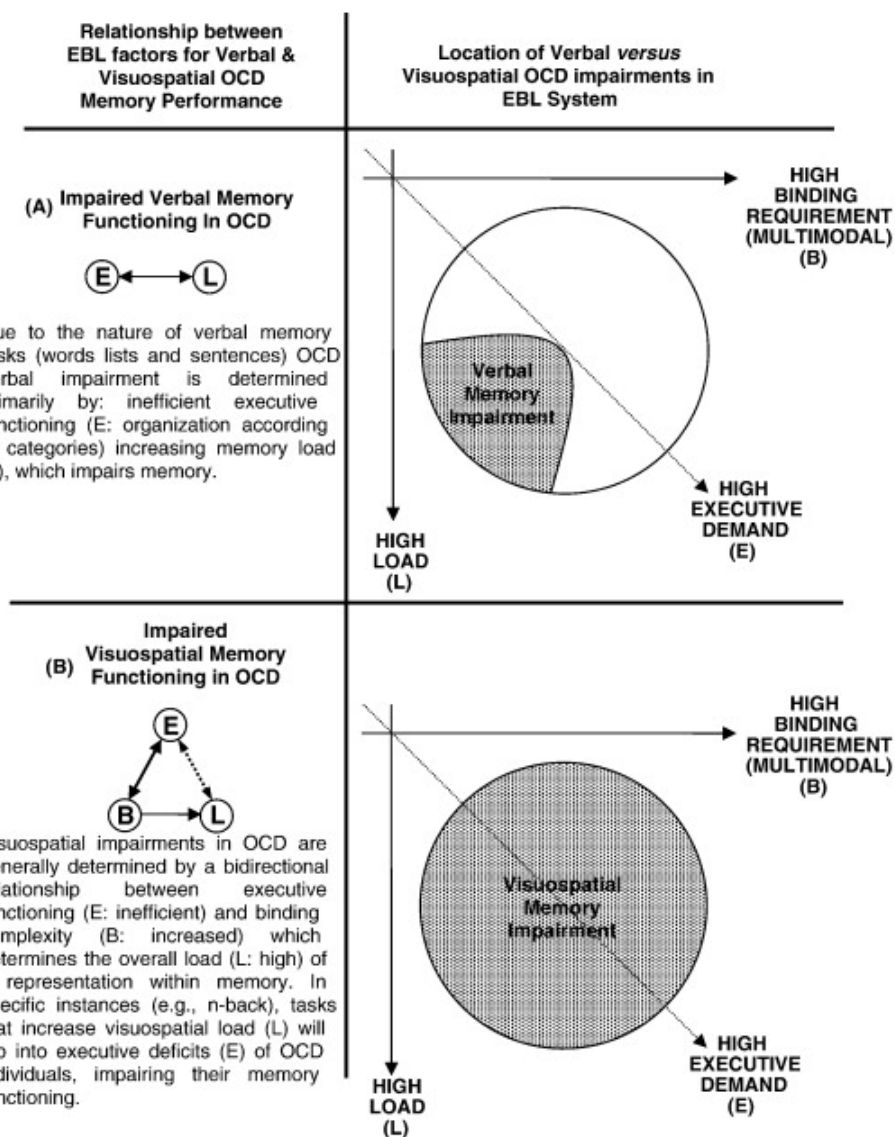 Relationship between
EBL factors for Verbal &
Visuospatial OCD
Memory Performance
Location of Verbal versus
Visuospatial OCD impairments in
EBL System
(A) Impaired Verbal Memory
Functioning In OCD
E L
ue to the nature of verbal memory
sks (words lists and sentences) OCD
erbal impairment is determined
imarily by: inefficient executive
nctioning (E: organization according
categories) increasing memory load
), which impairs memory.
HIGH
BINDING
REQUIREMENT
(MULTIMODAL)
(B)
Verbal
Memory
Impairment
HIGH
EXECUTIVE
DEMAND
(E)
HIGH
LOAD
(L)
(B) Impaired
Visuospatial Memory
Functioning in OCD
E
B L
suospatial impairments in OCD are
enerally determined by a bidirectional
lationship between executive
nctioning (E: inefficient) and binding
mplexity (B: increased) which
etermines the overall load (L: high) of
representation within memory. In
ecific instances (e.g., n-back), tasks
at increase visuospatial load (L) will
p into executive deficits (E) of OCD
dividuals, impairing their memory
nctioning.
HIGH
BINDING
REQUIREMENT
(MULTIMODAL)
(B)
Visuospatial
Memory
Impairment
HIGH
EXECUTIVE
DEMAND
(E)
HIGH
LOAD
(L)